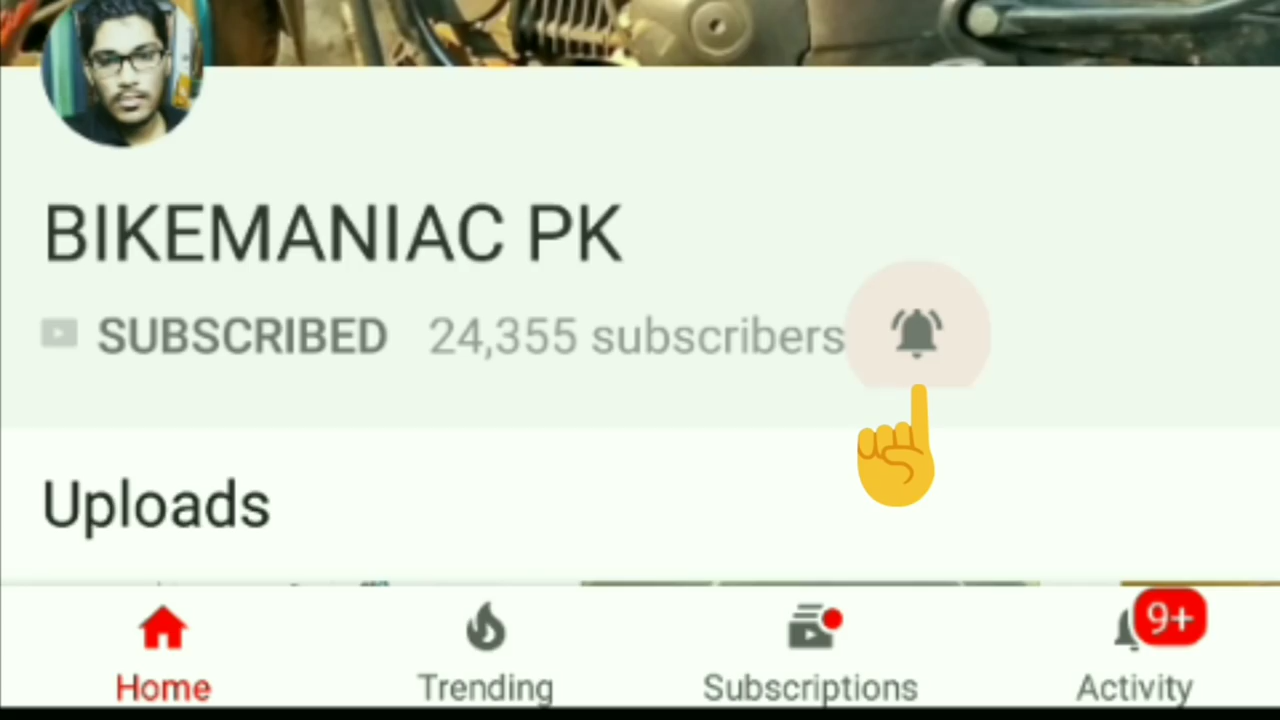 BIKEMANIAC PK
SUBSCRIBED 24,355 subscribers
Uploads
9+
Home Trending Subscriptions Activity